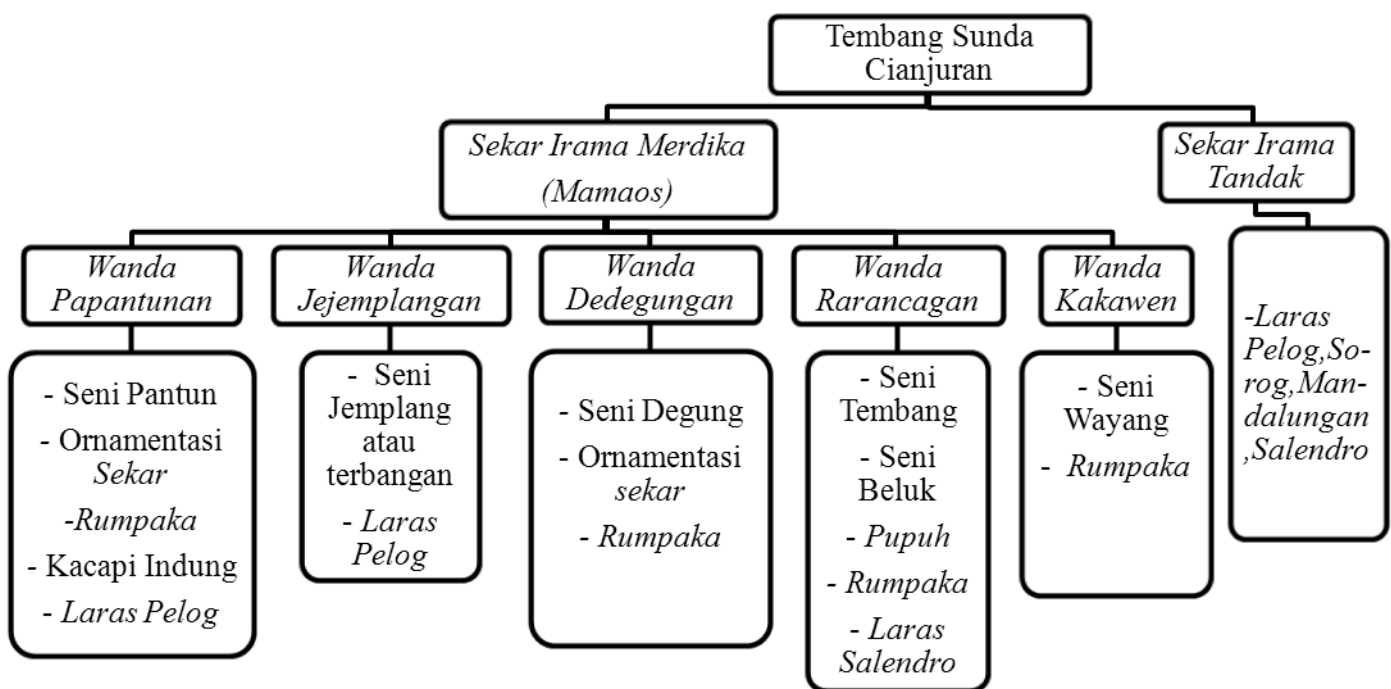 Tembang Sunda
Cianjuran
Sekar Irama Merdika
(Mamaos)
Sekar Irama
Tandak
Wanda
Papantunan
Wanda
Jejemplangan
Wanda
Dedegungan
Wanda
Rarancagan
Wanda
Kakawen
- Seni Pantun
- Ornamentasi
Sekar
-Rumpaka
- Kacapi Indung
- Laras Pelog
- Seni
Jemplang
atau
terbangan
- Laras
Pelog
- Seni Degung
- Ornamentasi
sekar
- Rumpaka
- Seni
Tembang
- Seni
Beluk
- Pupuh
- Rumpaka
- Laras
Salendro
- Seni
Wayang
- Rumpaka
-Laras
Pelog,So-
rog,Man-
dalungan
,Salendro